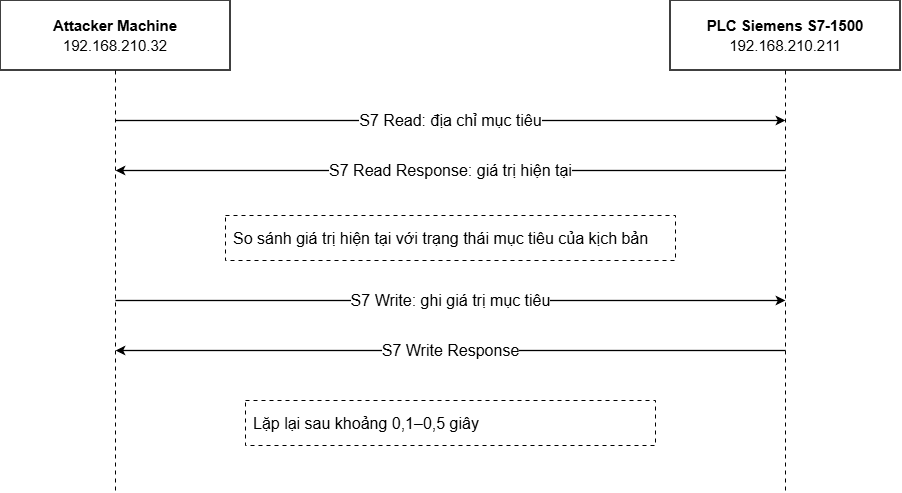 Attacker Machine
192.168.210.32
PLC Siemens S7-1500
192.168.210.211
S7 Read: địa chỉ mục tiêu
S7 Read Response: giá trị hiện tại
So sánh giá trị hiện tại với trạng thái mục tiêu của kịch bản
S7 Write: ghi giá trị mục tiêu
S7 Write Response
Lặp lại sau khoảng 0,1–0,5 giây